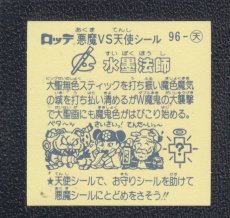 ロッテ 悪魔VS天使シール 96-天
水墨法師
大聖無色スティックを打ち振い魔色魔気
の滅を打ち払い清めるがW魔鬼の大襲撃
で大聖画にも魔鬼色がはびこり始める。
ペタ〜
★天使シールで、お守りシールを助けて
悪魔シールにとどめをさそう!!